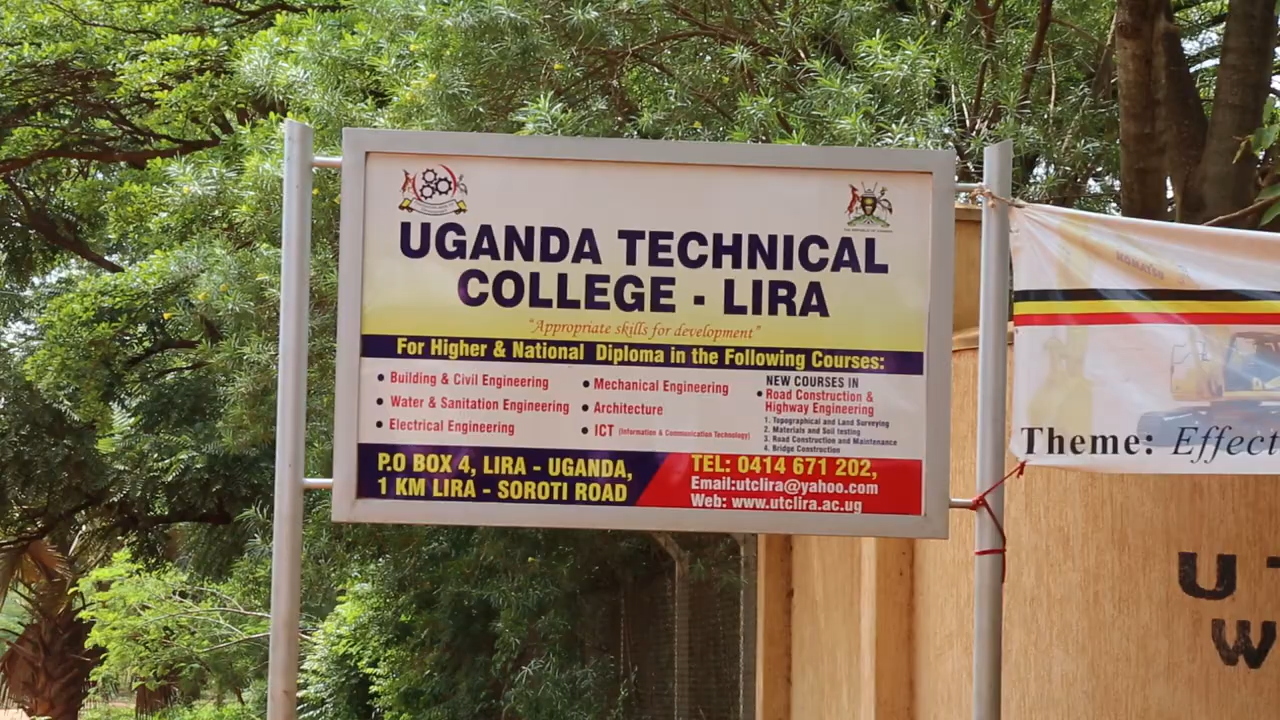 UGANDA TECHNICAL
COLLEGE - LIRA
"Appropriate skills for development"
For Higher & National Diploma in the Following Courses:
• Building & Civil Engineering
• Water & Sanitation Engineering
• Electrical Engineering
• Mechanical Engineering
• Architecture
• ICT (Information & Communication Technology)
NEW COURSES IN
• Road Construction &
Highway Engineering
1. Topographical and Land Surveying
2. Materials and Soil testing
3. Road Construction and Maintenance
4. Bridge Construction
P.O BOX 4, LIRA - UGANDA,
1 KM LIRA - SOROTI ROAD
TEL: 0414 671 202,
Email:utclira@yahoo.com
Web: www.utclira.ac.ug
KOMATSU
Theme: Effect
U
W